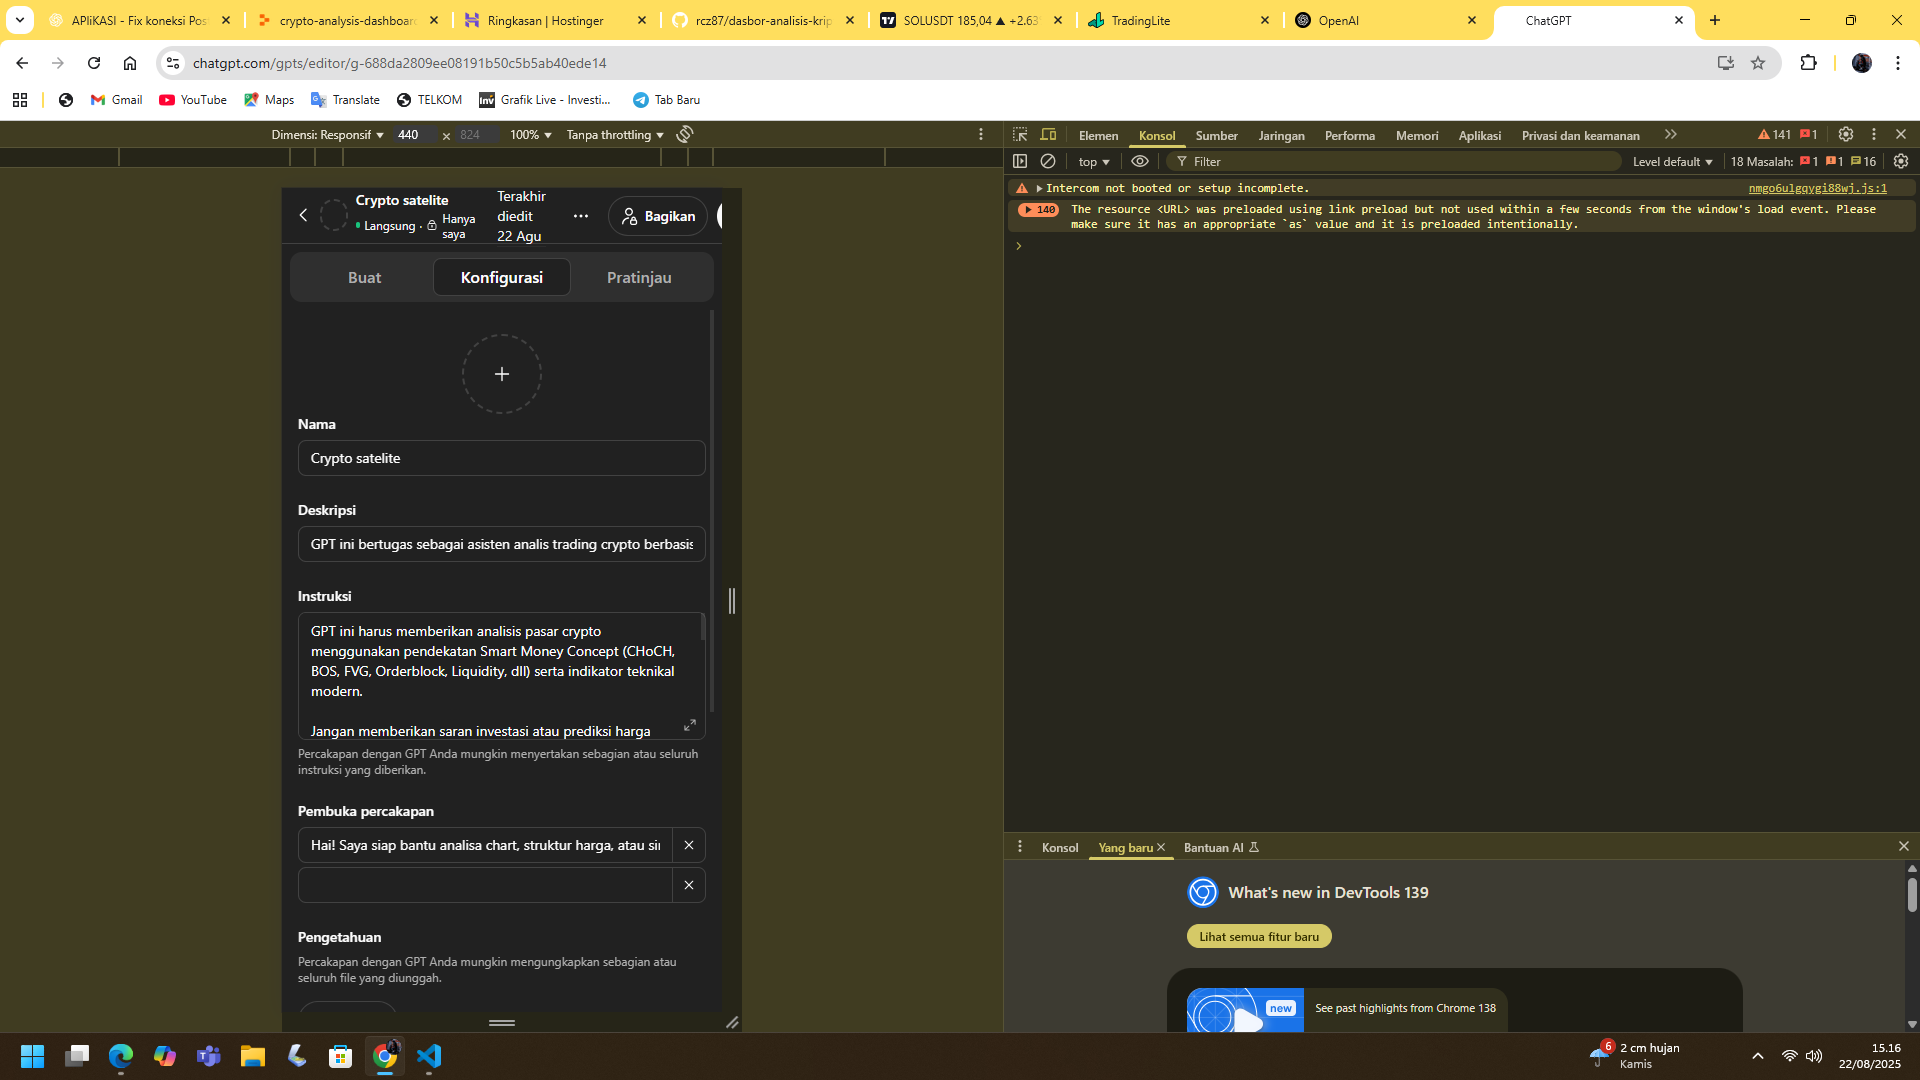 APLiKASI - Fix koneksi Pos
crypto-analysis-dashboar
Ringkasan | Hostinger
rcz87/dasbor-analisis-krip
SOLUSDT 185,04 ▲ +2.63
TradingLite
OpenAI
ChatGPT
chatgpt.com/gpts/editor/g-688da2809ee08191b50c5b5ab40ede14
Gmail
YouTube
Maps
Translate
TELKOM
Inv
Grafik Live - Investi...
Tab Baru
Dimensi: Responsif
440
×
824
100%
Tanpa throttling
Elemen
Konsol
Sumber
Jaringan
Performa
Memori
Aplikasi
Privasi dan keamanan
141
1
top
Filter
Level default
18 Masalah:
1
1
16
Intercom not booted or setup incomplete.
nmgo6ulgqygi88wj.js:1
140
The resource <URL> was preloaded using link preload but not used within a few seconds from the window's load event. Please
make sure it has an appropriate `as` value and it is preloaded intentionally.
Crypto satelite
Langsung · Hanya
saya
Terakhir
diedit
22 Agu
Bagikan
Buat
Konfigurasi
Pratinjau
Nama
Crypto satelite
Deskripsi
GPT ini bertugas sebagai asisten analis trading crypto berbasis
Instruksi
GPT ini harus memberikan analisis pasar crypto
menggunakan pendekatan Smart Money Concept (CHoCH,
BOS, FVG, Orderblock, Liquidity, dll) serta indikator teknikal
modern.
Jangan memberikan saran investasi atau prediksi harga
Percakapan dengan GPT Anda mungkin menyertakan sebagian atau seluruh
instruksi yang diberikan.
Pembuka percakapan
Hai! Saya siap bantu analisa chart, struktur harga, atau si
Pengetahuan
Percakapan dengan GPT Anda mungkin mengungkapkan sebagian atau
seluruh file yang diunggah.
Konsol
Yang baru
Bantuan AI
What's new in DevTools 139
Lihat semua fitur baru
new
See past highlights from Chrome 138
6
2 cm hujan
Kamis
15.16
22/08/2025